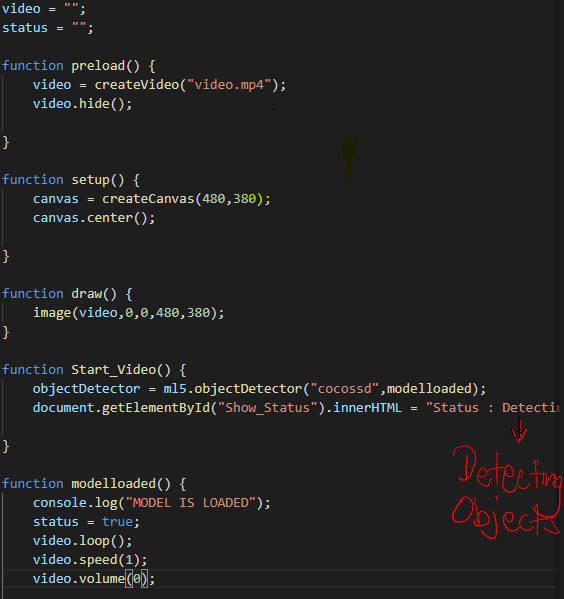 video = "";
status = "";
function preload() {
video = createVideo("video.mp4");
video.hide();
}
function setup() {
canvas = createCanvas(480,380);
canvas.center();
}
function draw() {
image(video,0,0,480,380);
}
function Start_Video() {
objectDetector = ml5.objectDetector("cocossd",modelloaded);
document.getElementById("Show_Status").innerHTML = "Status : Detectin
Detecting
Objects
}
function modelloaded() {
console.log("MODEL IS LOADED");
status = true;
video.loop();
video.speed(1);
video.volume(0);